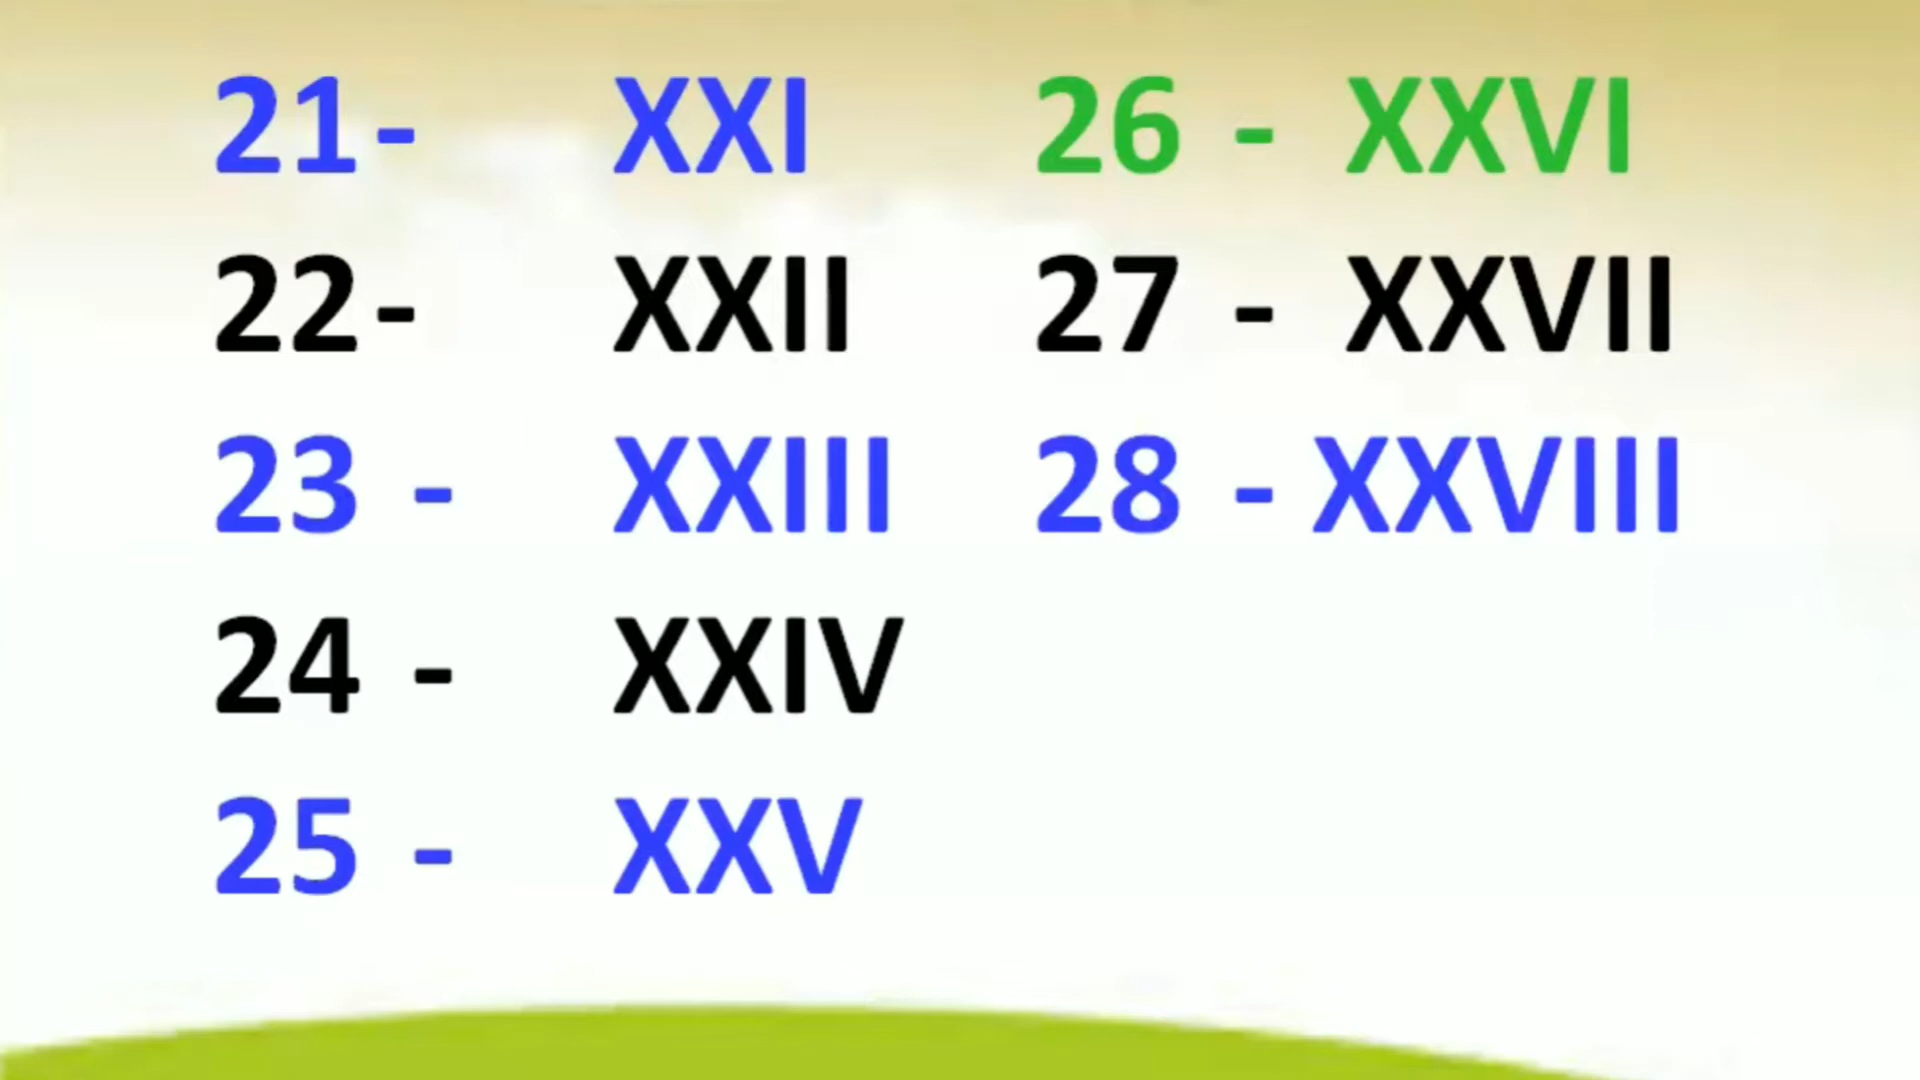 21- XXI
22- XXII
23 - XXIII
24 - XXIV
25 - XXV
26 - XXVI
27 - XXVII
28 - XXVIII